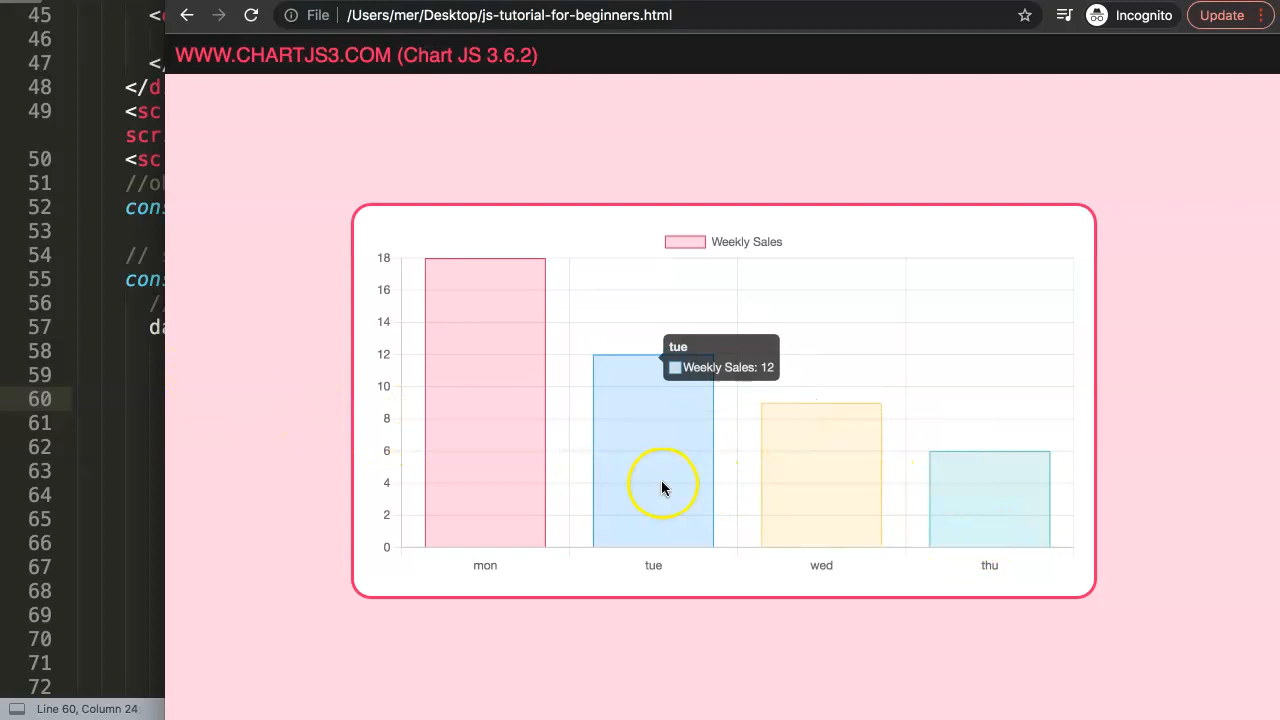 File
/Users/mer/Desktop/js-tutorial-for-beginners.html
Incognito
Update
WWW.CHARTJS3.COM (Chart JS 3.6.2)
45
46
47
48 </d
49 <sc
scr
50 <sc
51
52 cons
53
54 //
55 cons
56
57
58
59
60
61
62
63
64
65
66
67
68
69
70
71
72
Weekly Sales
18
16
14
12
10
8
6
4
2
0
tue
Weekly Sales: 12
mon tue wed thu
Line 60, Column 24